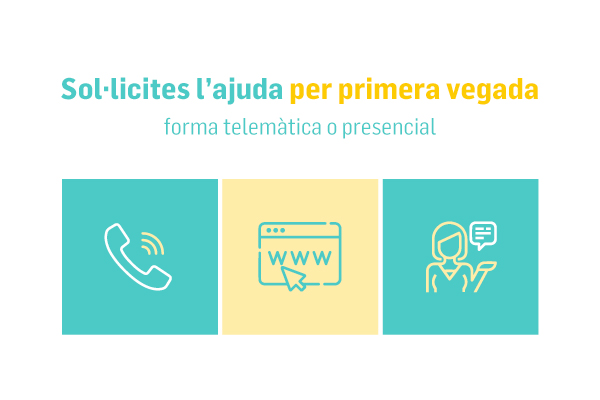 Sol·licites l’ajuda per primera vegada
forma telemàtica o presencial
WWW